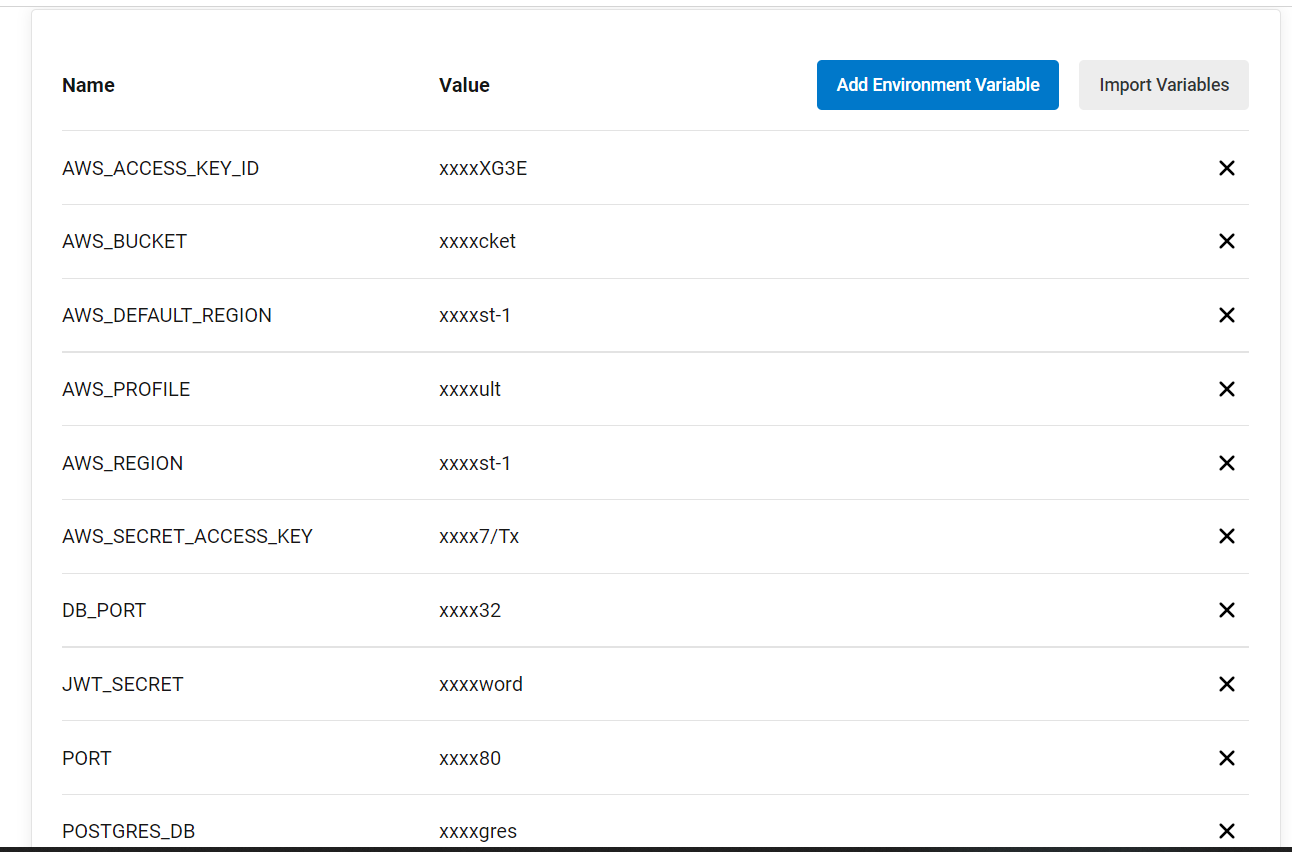 Name Value Add Environment Variable Import Variables
AWS_ACCESS_KEY_ID xxxxXG3E
AWS_BUCKET xxxxcket
AWS_DEFAULT_REGION xxxxst-1
AWS_PROFILE xxxxult
AWS_REGION xxxxst-1
AWS_SECRET_ACCESS_KEY xxxx7/Tx
DB_PORT xxxx32
JWT_SECRET xxxxword
PORT xxxx80
POSTGRES_DB xxxxgres